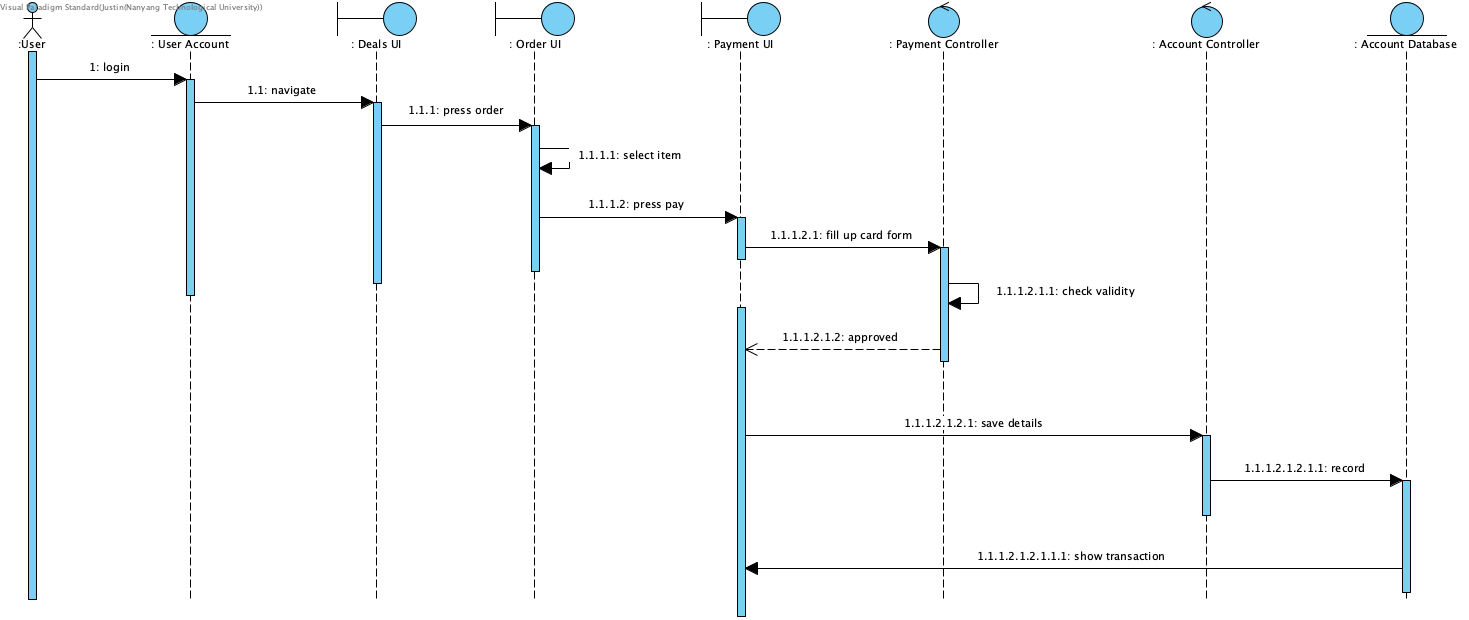 Visual Paradigm Standard(Justin(Nanyang Technological University))
:User
: User Account
: Deals UI
: Order UI
: Payment UI
: Payment Controller
: Account Controller
: Account Database
1: login
1.1: navigate
1.1.1: press order
1.1.1.1: select item
1.1.1.2: press pay
1.1.1.2.1: fill up card form
1.1.1.2.1.1: check validity
1.1.1.2.1.2: approved
1.1.1.2.1.2.1: save details
1.1.1.2.1.2.1.1: record
1.1.1.2.1.2.1.1.1: show transaction